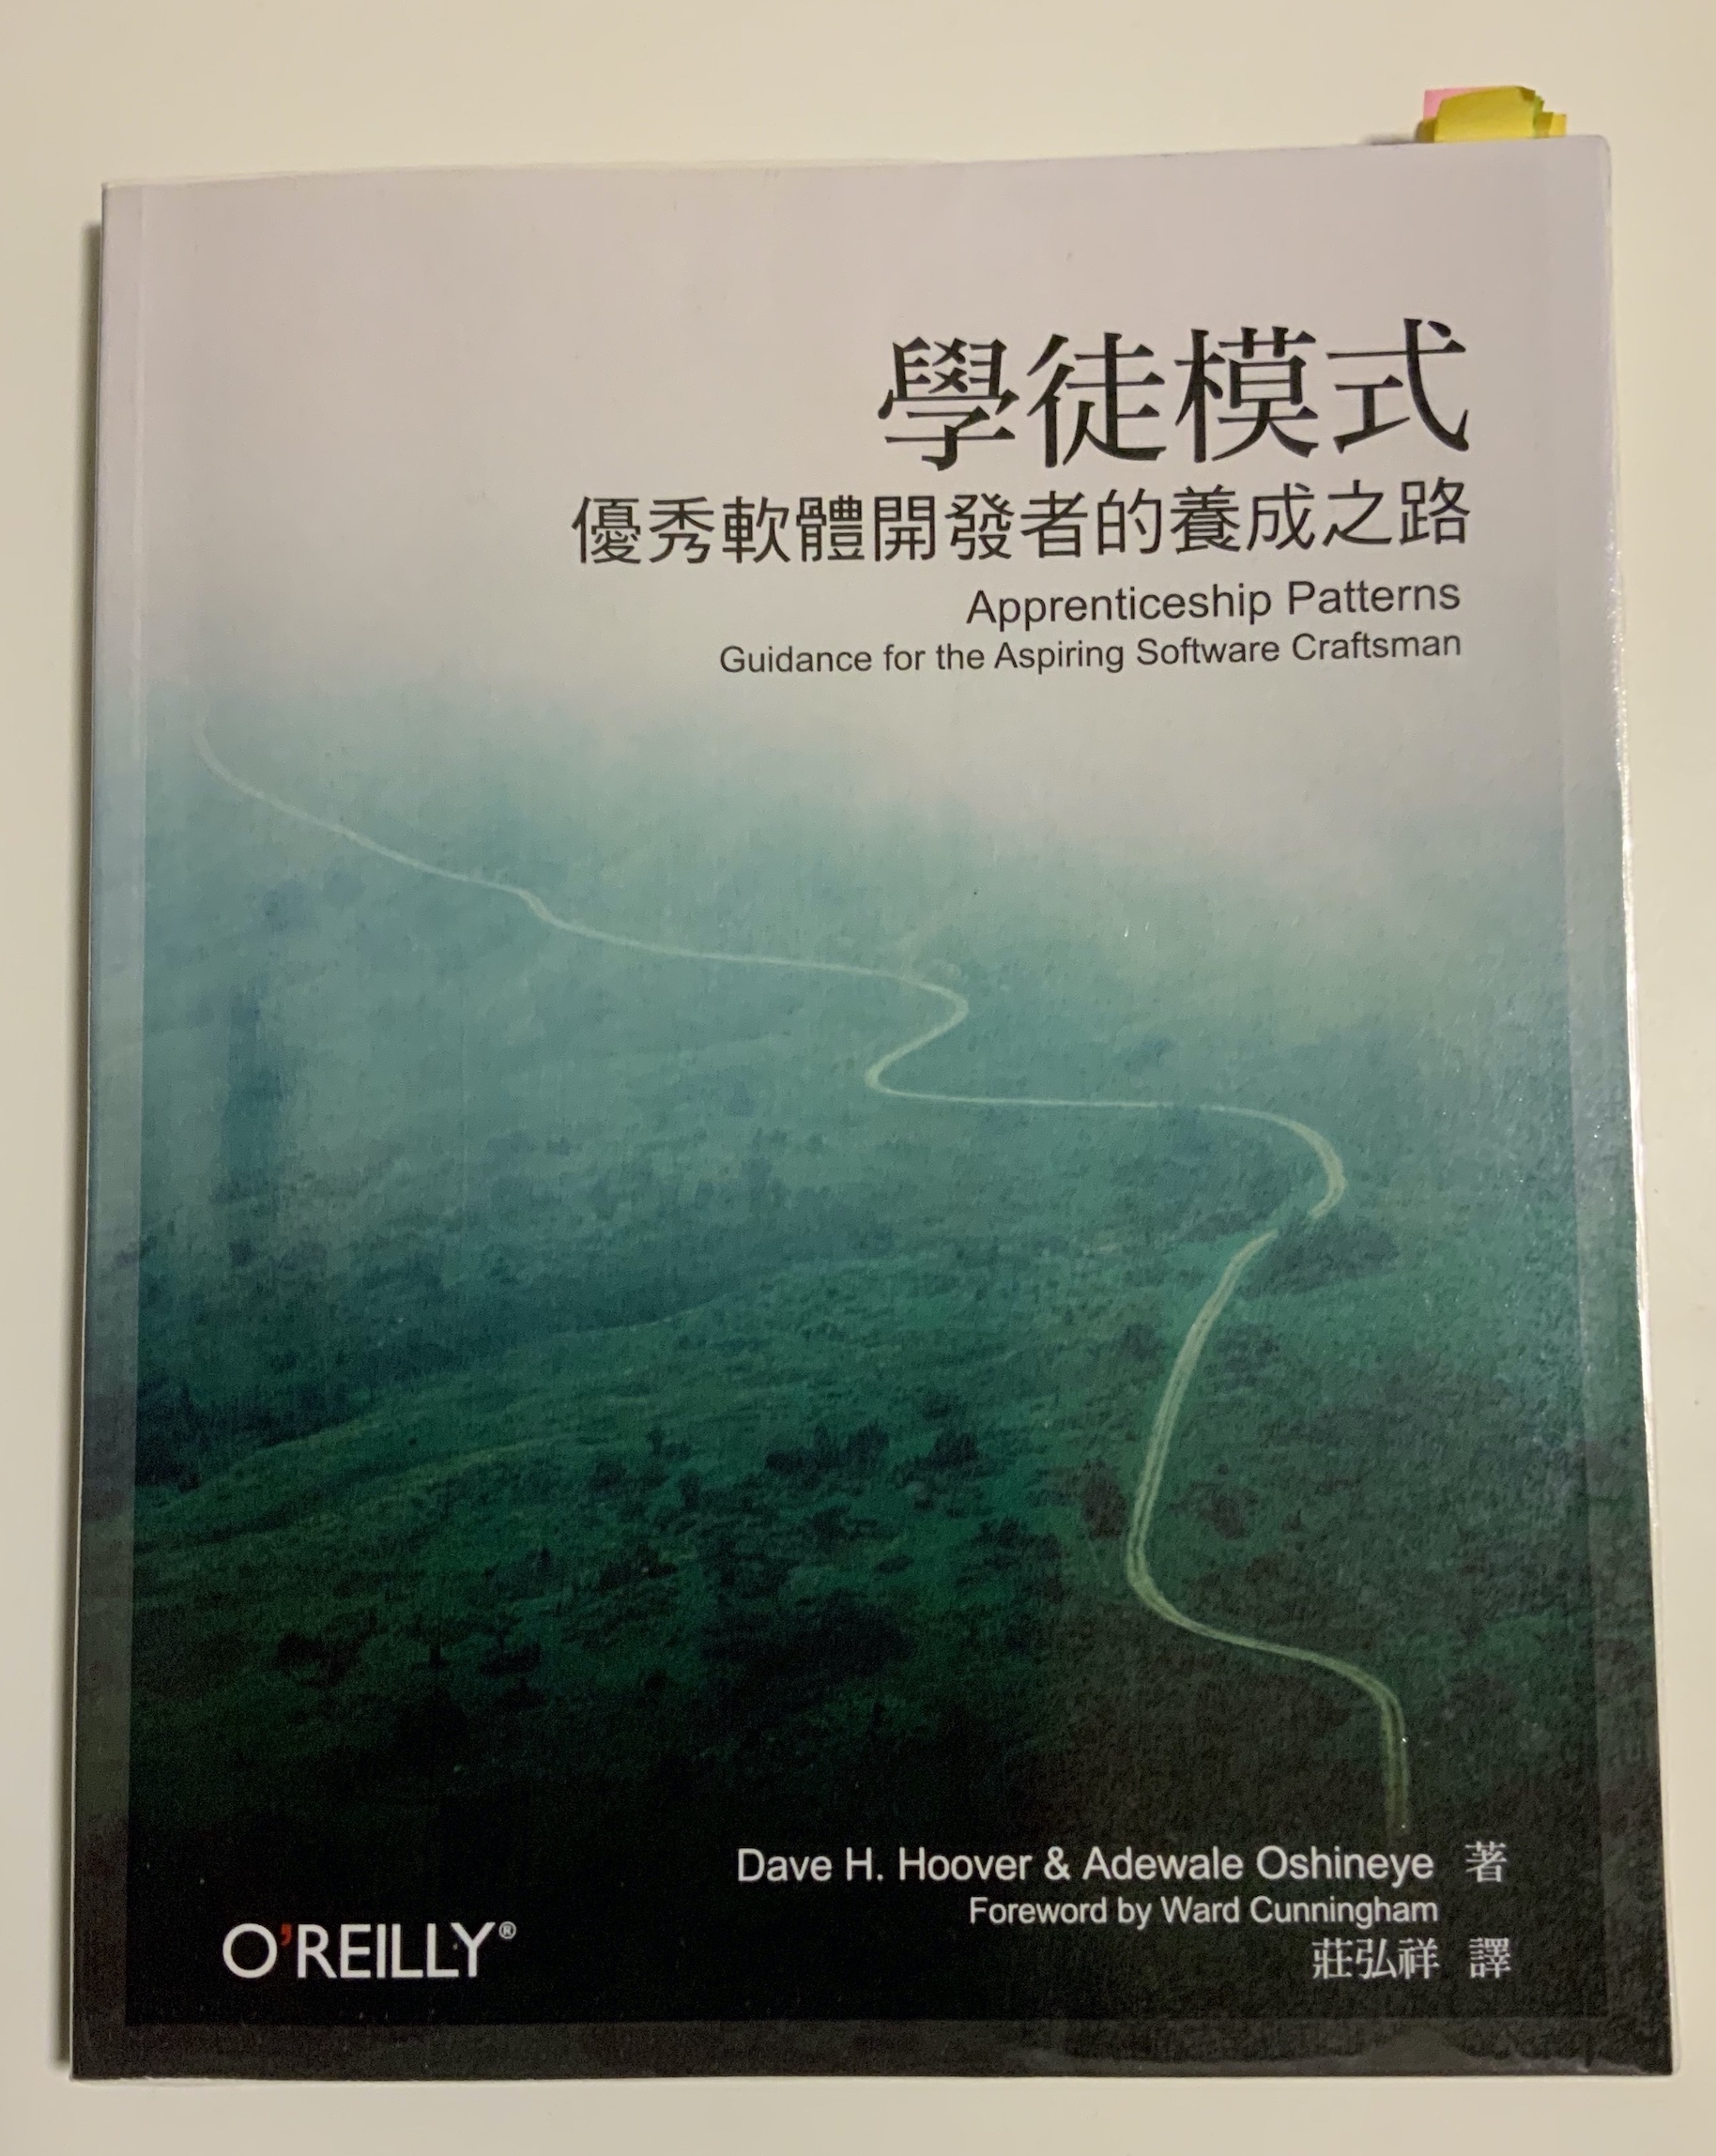 學徒模式
優秀軟體開發者的養成之路
Apprenticeship Patterns
Guidance for the Aspiring Software Craftsman
Dave H. Hoover & Adewale Oshineye 著
Foreword by Ward Cunningham
莊弘祥 譯
O'REILLY®